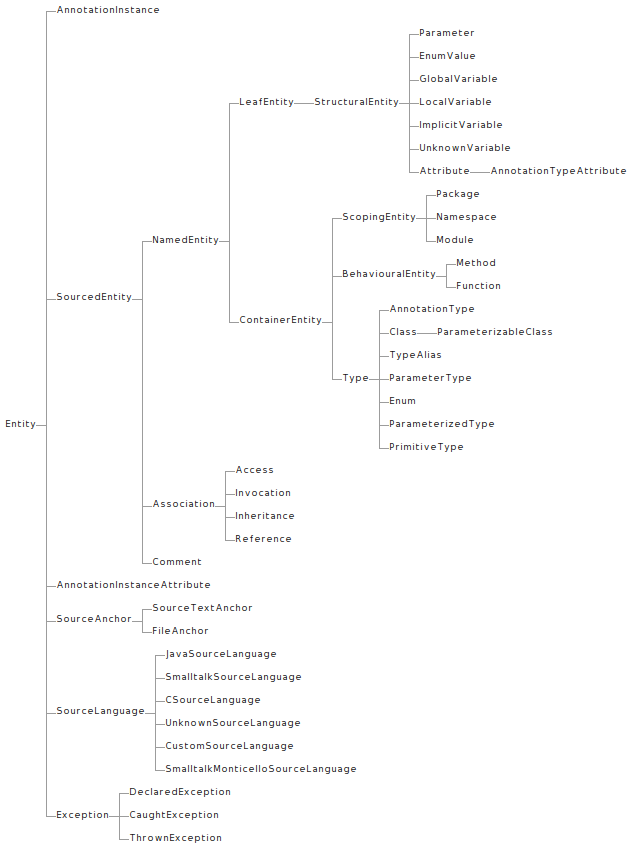 AnnotationInstance
Parameter
EnumValue
GlobalVariable
LeafEntity StructuralEntity LocalVariable
ImplicitVariable
UnknownVariable
Attribute AnnotationTypeAttribute
Package
ScopingEntity Namespace
NamedEntity Module
Method
BehaviouralEntity
Function
SourcedEntity
AnnotationType
ContainerEntity
Class ParameterizableClass
TypeAlias
Type ParameterType
Enum
Entity ParameterizedType
PrimitiveType
Access
Invocation
Association
Inheritance
Reference
Comment
AnnotationInstanceAttribute
SourceTextAnchor
SourceAnchor
FileAnchor
JavaSourceLanguage
SmalltalkSourceLanguage
CSourceLanguage
SourceLanguage
UnknownSourceLanguage
CustomSourceLanguage
SmalltalkMonticelloSourceLanguage
DeclaredException
Exception CaughtException
ThrownException